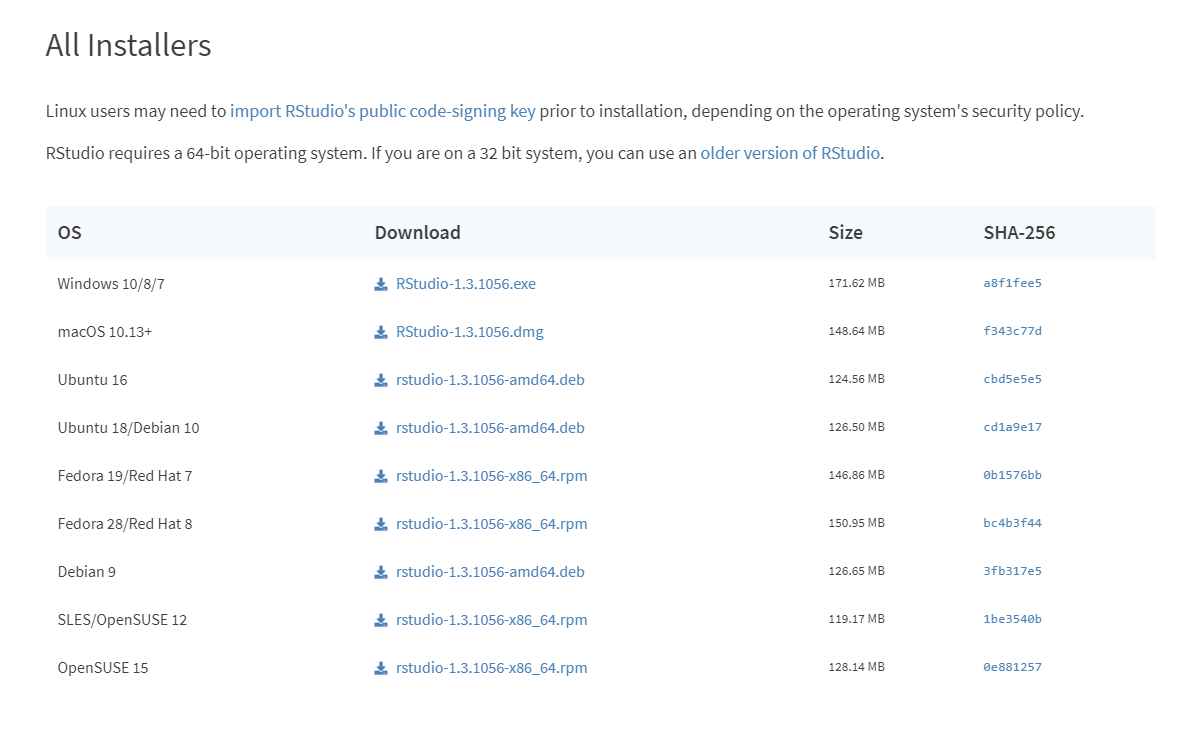 All Installers
Linux users may need to import RStudio's public code-signing key prior to installation, depending on the operating system's security policy.
RStudio requires a 64-bit operating system. If you are on a 32 bit system, you can use an older version of RStudio.
OS Download Size SHA-256
Windows 10/8/7 RStudio-1.3.1056.exe 171.62 MB a8f1fee5
macOS 10.13+ RStudio-1.3.1056.dmg 148.64 MB f343c77d
Ubuntu 16 rstudio-1.3.1056-amd64.deb 124.56 MB cbd5e5e5
Ubuntu 18/Debian 10 rstudio-1.3.1056-amd64.deb 126.50 MB cd1a9e17
Fedora 19/Red Hat 7 rstudio-1.3.1056-x86_64.rpm 146.86 MB 0b1576bb
Fedora 28/Red Hat 8 rstudio-1.3.1056-x86_64.rpm 150.95 MB bc4b3f44
Debian 9 rstudio-1.3.1056-amd64.deb 126.65 MB 3fb317e5
SLES/OpenSUSE 12 rstudio-1.3.1056-x86_64.rpm 119.17 MB 1be3540b
OpenSUSE 15 rstudio-1.3.1056-x86_64.rpm 128.14 MB 0e881257